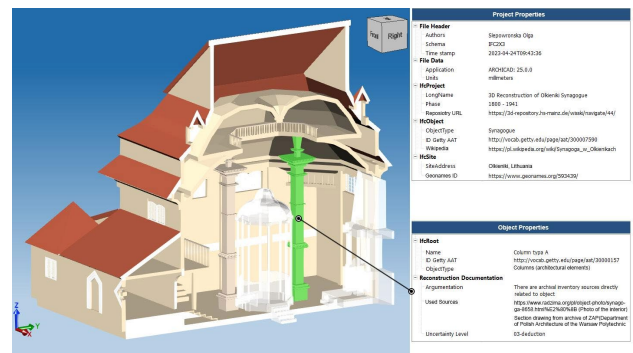 Front
Right
Z
Y
X
Project Properties
File Header
Authors Slepowronska Olga
Schema IFC2X3
Time stamp 2023-04-24T09:43:36
File Data
Application ARCHICAD: 25.0.0
Units millimeters
IfcProject
LongName 3D Reconstruction of Olkieniki Synagogue
Phase 1800 - 1941
Reposiotry URL https://3d-repository.hs-mainz.de/wisski/navigate/44/
IfcObject
ObjectType Synagogue
ID Getty AAT http://vocab.getty.edu/page/aat/300007590
Wikipedia https://pl.wikipedia.org/wiki/Synagoga_w_Olkienikach
IfcSite
SiteAddress Olkieniki, Lithuania
Geonames ID https://www.geonames.org/593439/
Object Properties
IfcRoot
Name Column type A
ID Getty AAT http://vocab.getty.edu/page/aat/30000157
ObjectType Columns (architectural elements)
Reconstruction Documentation
Argumentation There are archival inventory sources directly
related to object
Used Sources https://www.radzima.org/pl/object-photo/synago-
ga-8658.html%E2%80%8B (Photo of the interior)
Section drawing from archive of ZAP(Department
of Polish Architecture of the Warsaw Polytechnic
Uncertainty Level 03-deduction